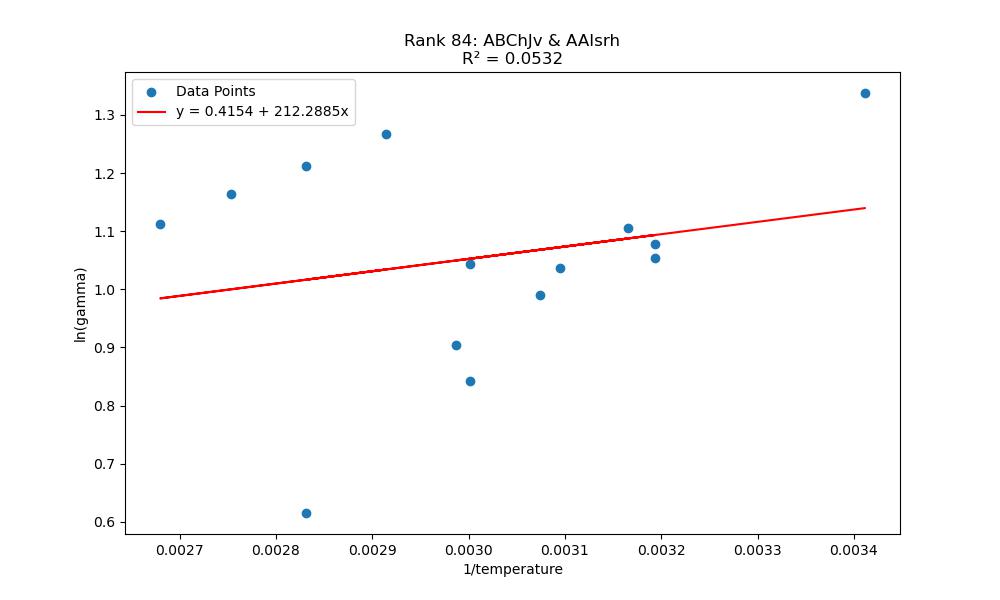 Rank 84: ABChJv & AAIsrh
R² = 0.0532
Data Points
y = 0.4154 + 212.2885x
1.3
1.2
1.1
1.0
0.9
0.8
0.7
0.6
ln(gamma)
0.0027 0.0028 0.0029 0.0030 0.0031 0.0032 0.0033 0.0034
1/temperature